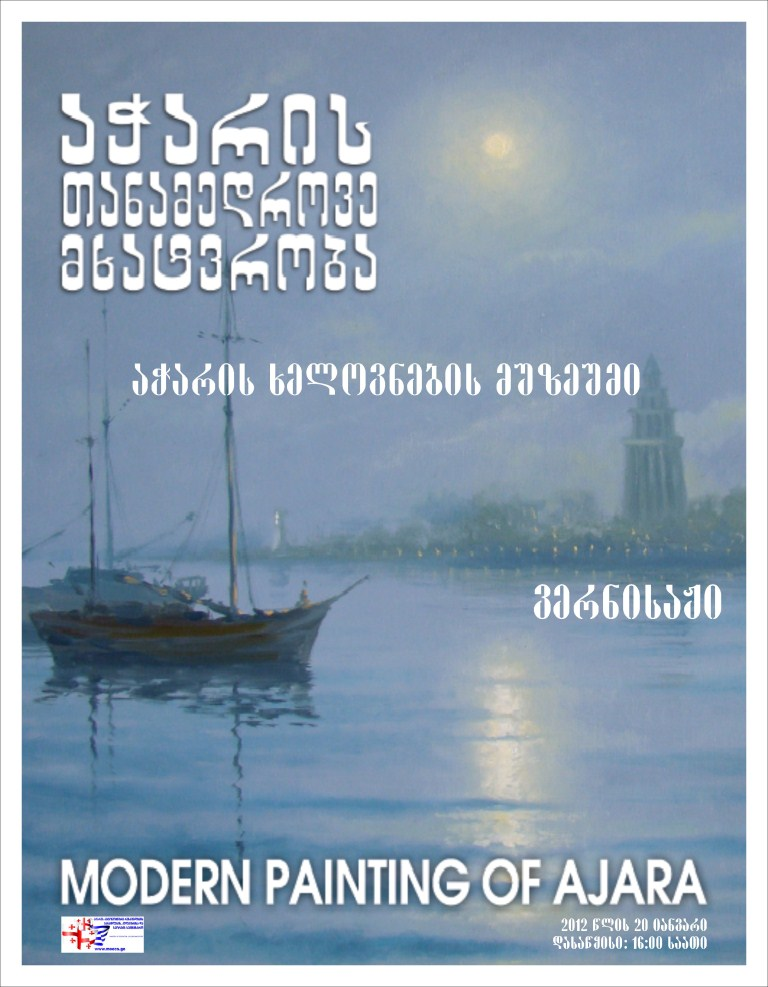 აჭარის
თანამედროვე
მხატვრობა
აჭარის ხელოვნების მუზეუმი
ვერნისაჟი
MODERN PAINTING OF AJARA
2012 წლის 20 იანვარი
დასაწყისი: 16:00 საათი